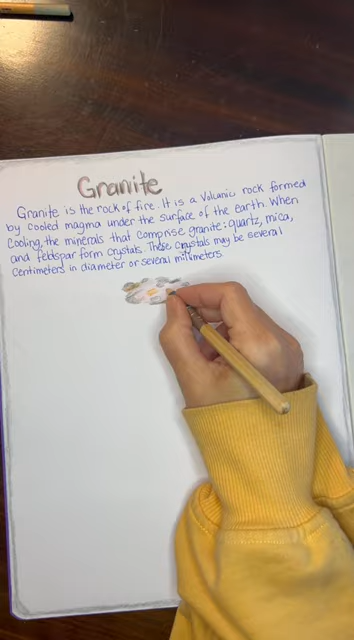 Granite
Granite is the rock of fire. It is a Volcanic rock formed
by cooled magma under the surface of the earth. When
Cooling, the minerals that comprise granite: quartz, mica,
and feldspar form crystals. These crystals may be several
Centimeters in diameter or several milimeters.